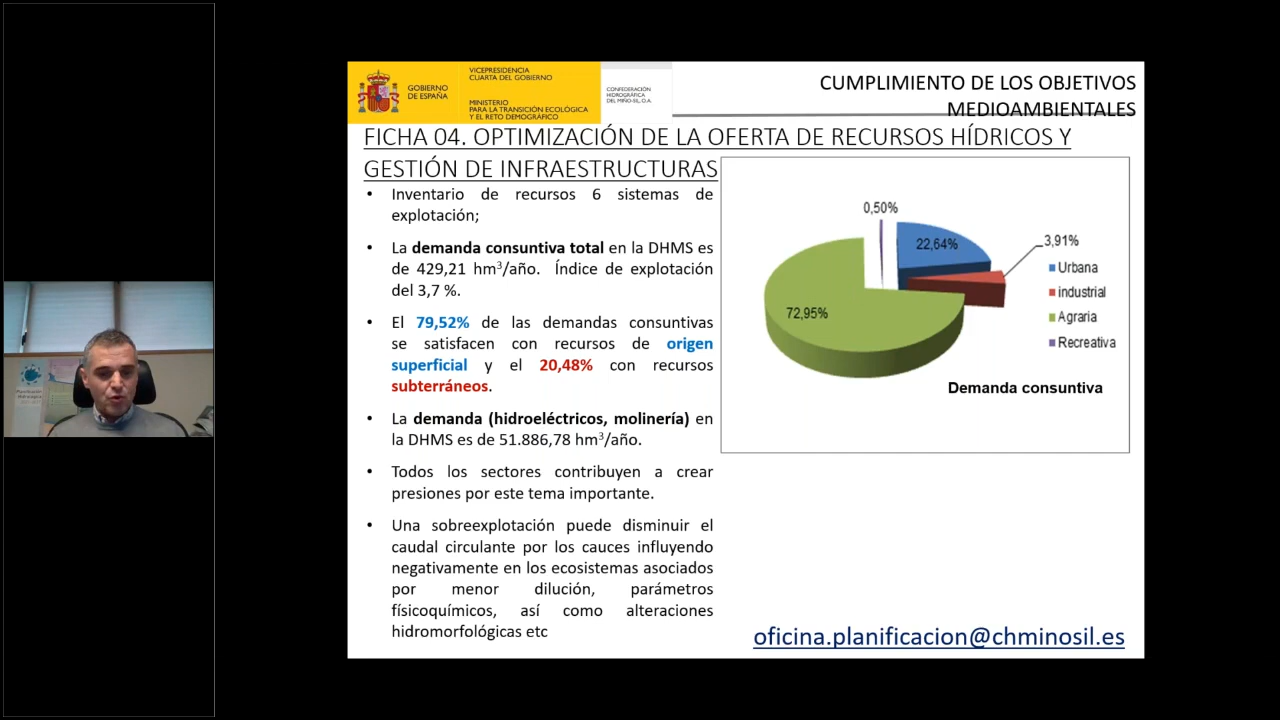 GOBIERNO
DE ESPAÑA
VICEPRESIDENCIA
CUARTA DEL GOBIERNO
MINISTERIO
PARA LA TRANSICIÓN ECOLÓGICA
Y EL RETO DEMOGRÁFICO
CONFEDERACIÓN
HIDROGRÁFICA
DEL MIÑO-SIL, O.A.
CUMPLIMIENTO DE LOS OBJETIVOS
MEDIOAMBIENTALES
FICHA 04. OPTIMIZACIÓN DE LA OFERTA DE RECURSOS HÍDRICOS Y
GESTIÓN DE INFRAESTRUCTURAS
• Inventario de recursos 6 sistemas de
explotación;
• La demanda consuntiva total en la DHMS es
de 429,21 hm³/año. Índice de explotación
del 3,7 %.
• El 79,52% de las demandas consuntivas
se satisfacen con recursos de origen
superficial y el 20,48% con recursos
subterráneos.
• La demanda (hidroeléctricos, molinería) en
la DHMS es de 51.886,78 hm³/año.
• Todos los sectores contribuyen a crear
presiones por este tema importante.
• Una sobreexplotación puede disminuir el
caudal circulante por los cauces influyendo
negativamente en los ecosistemas asociados
por menor dilución, parámetros
físicoquímicos, así como alteraciones
hidromorfológicas etc
0,50%
22,64%
3,91%
72,95%
Urbana
industrial
Agraria
Recreativa
Demanda consuntiva
oficina.planificacion@chminosil.es